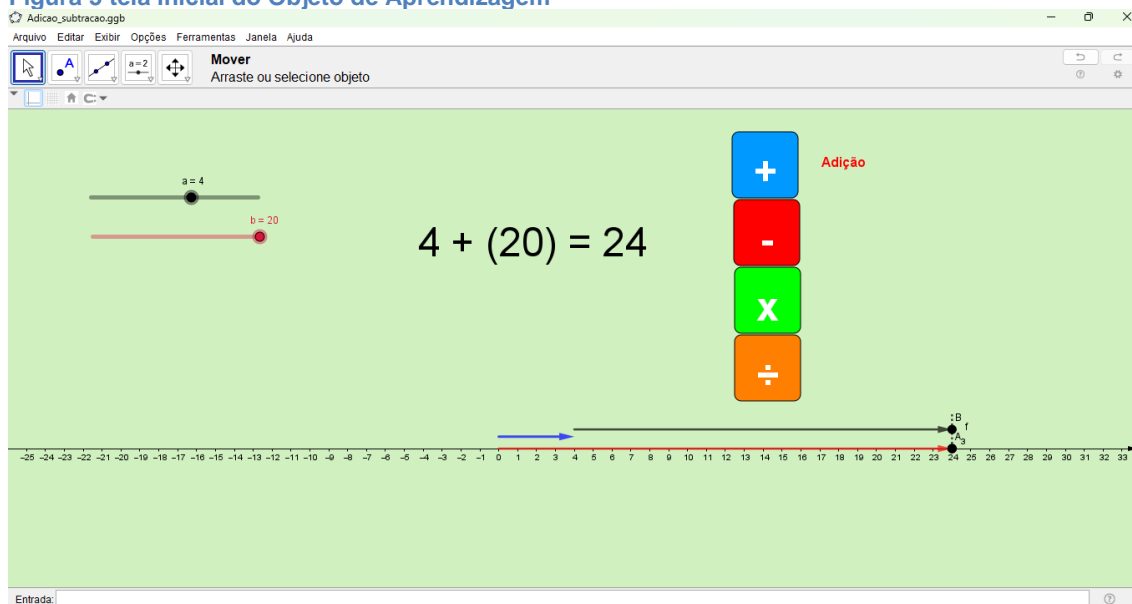 Figura 3 tela inicial do Objeto de Aprendizagem
Adicao_subtracao.ggb
Arquivo Editar Exibir Opções Ferramentas Janela Ajuda
A
a=2
Mover
Arraste ou selecione objeto
a = 4
b = 20
4 + (20) = 24
+
Adição
-
x
÷
B
f
A₃
-25 -24 -23 -22 -21 -20 -19 -18 -17 -16 -15 -14 -13 -12 -11 -10 -9 -8 -7 -6 -5 -4 -3 -2 -1 0 1 2 3 4 5 6 7 8 9 10 11 12 13 14 15 16 17 18 19 20 21 22 23 24 25 26 27 28 29 30 31 32 33
Entrada: